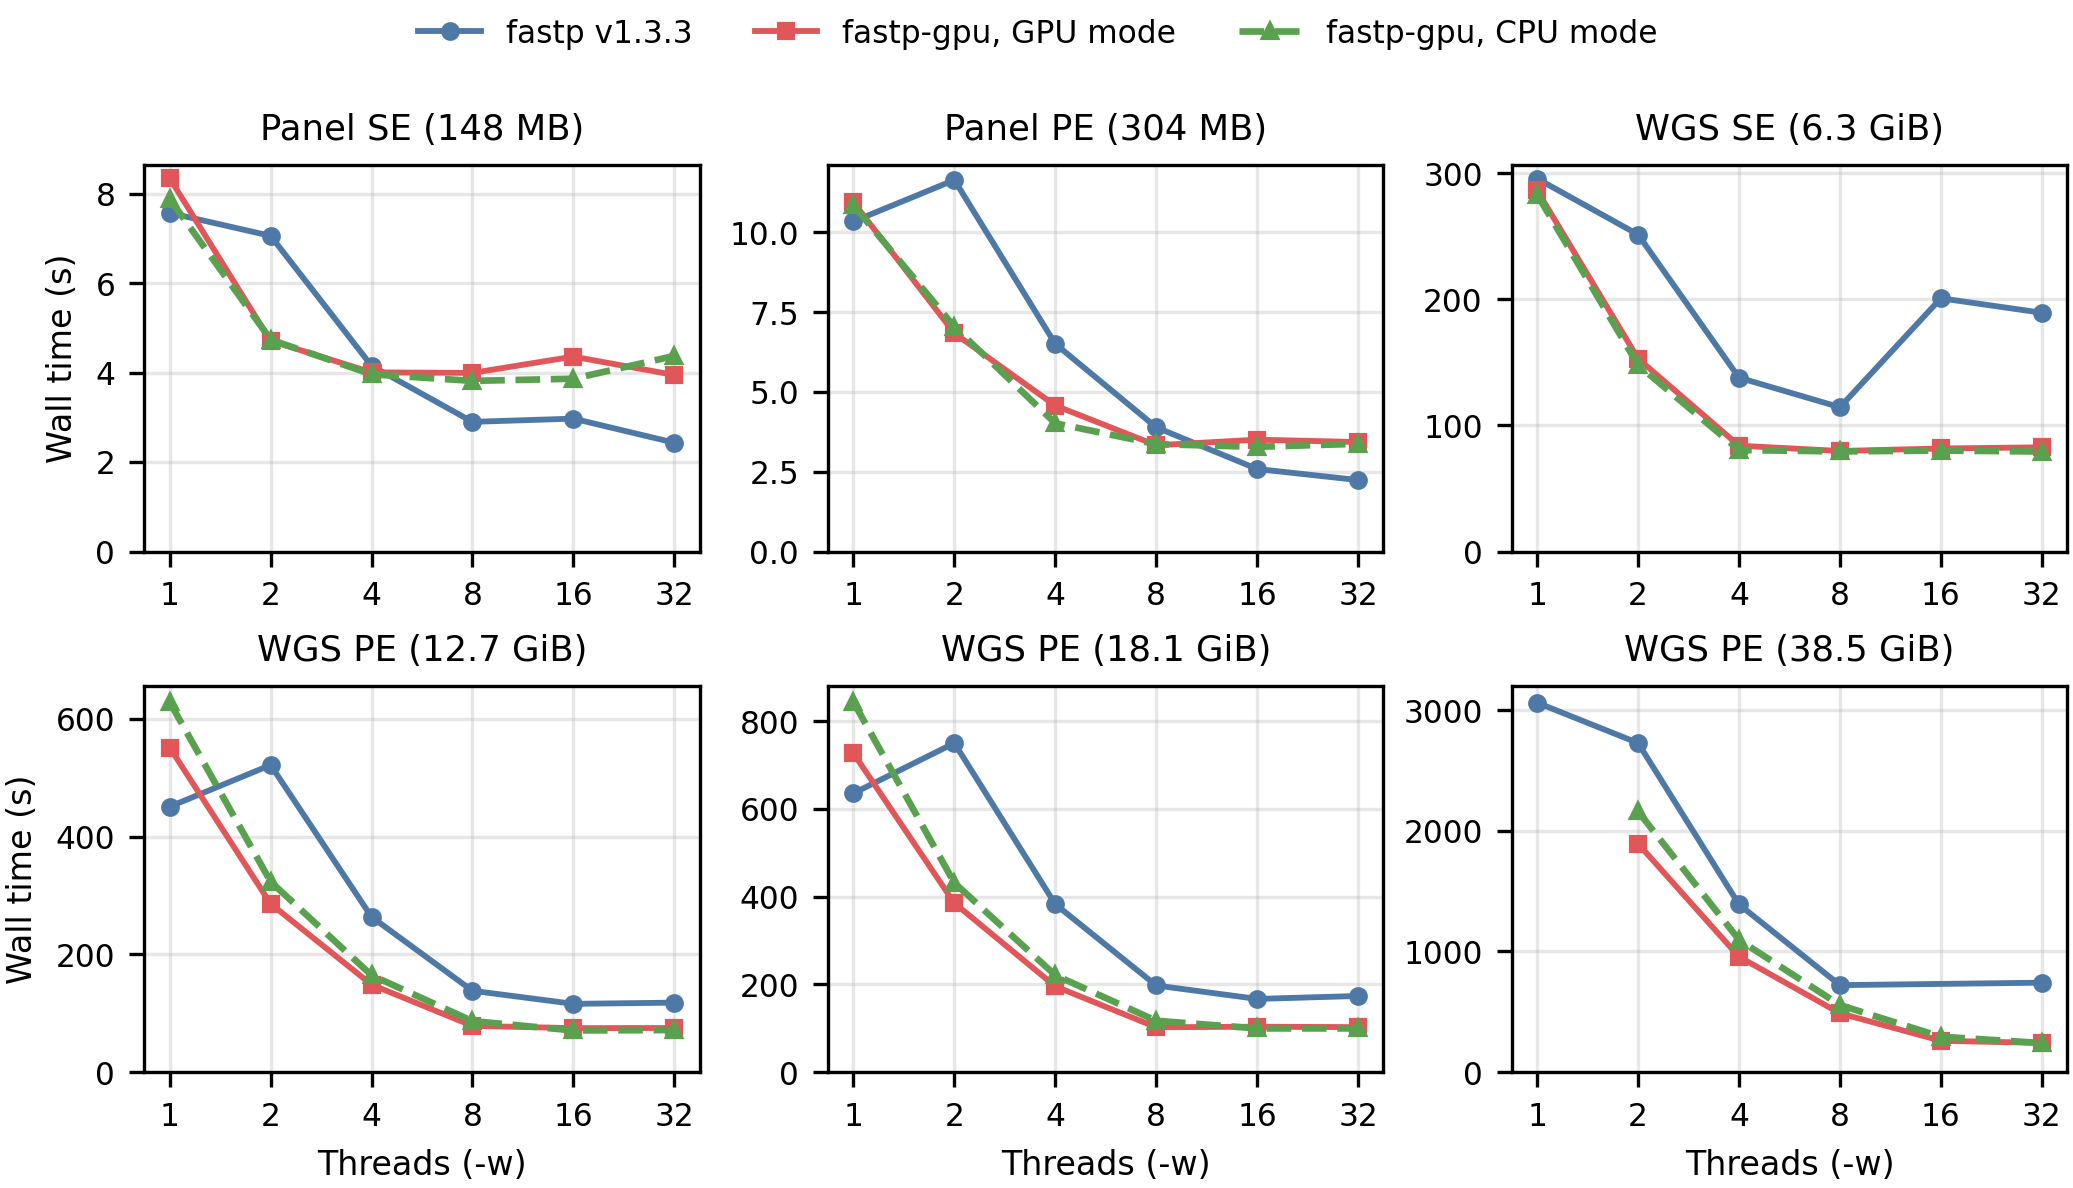 fastp v1.3.3 fastp-gpu, GPU mode fastp-gpu, CPU mode
Panel SE (148 MB) Panel PE (304 MB) WGS SE (6.3 GiB)
Wall time (s)
8
6
4
2
0
1 2 4 8 16 32
10.0
7.5
5.0
2.5
0.0
1 2 4 8 16 32
300
200
100
0
1 2 4 8 16 32
WGS PE (12.7 GiB) WGS PE (18.1 GiB) WGS PE (38.5 GiB)
Wall time (s)
600
400
200
0
1 2 4 8 16 32
Threads (-w)
800
600
400
200
0
1 2 4 8 16 32
Threads (-w)
3000
2000
1000
0
1 2 4 8 16 32
Threads (-w)